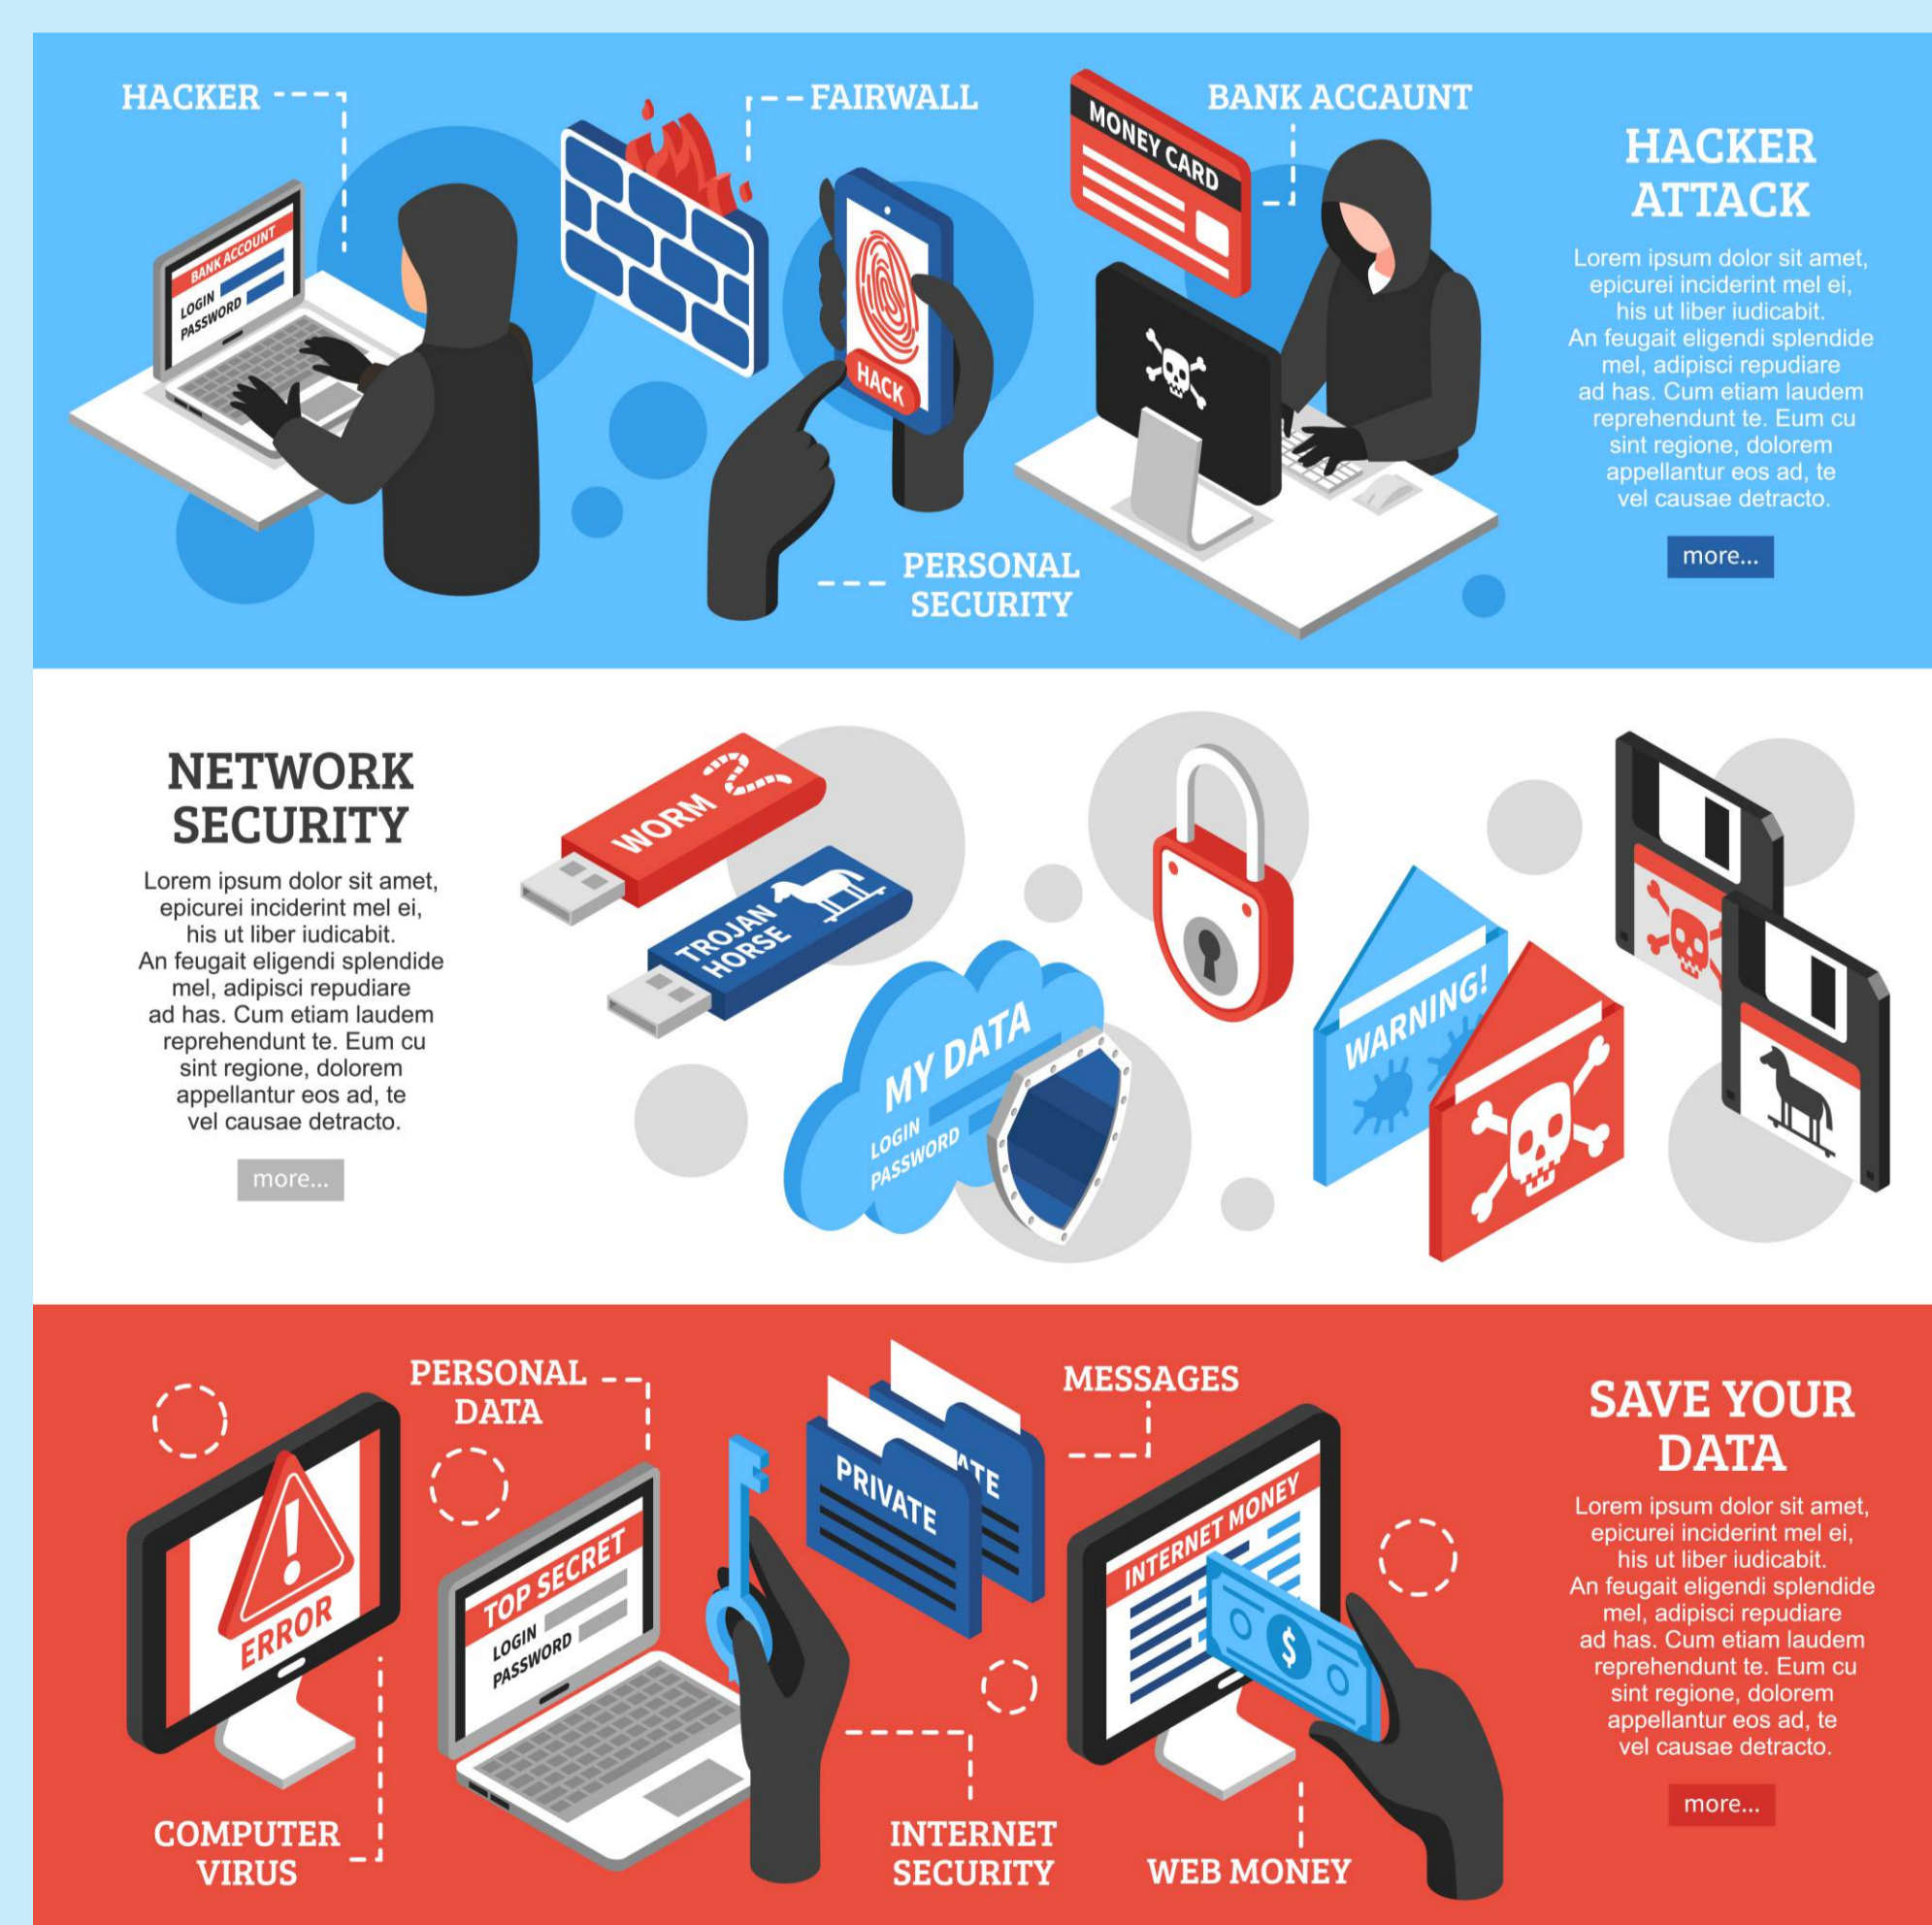 HACKER
FAIRWALL
BANK ACCAUNT
MONEY CARD
BANK ACCOUNT
LOGIN
PASSWORD
HACK
PERSONAL
SECURITY
HACKER
ATTACK
Lorem ipsum dolor sit amet,
epicurei inciderint mel ei,
his ut liber iudicabit.
An feugait eligendi splendide
mel, adipisci repudiare
ad has. Cum etiam laudem
reprehendunt te. Eum cu
sint regione, dolorem
appellantur eos ad, te
vel causae detracto.
more...
NETWORK
SECURITY
Lorem ipsum dolor sit amet,
epicurei inciderint mel ei,
his ut liber iudicabit.
An feugait eligendi splendide
mel, adipisci repudiare
ad has. Cum etiam laudem
reprehendunt te. Eum cu
sint regione, dolorem
appellantur eos ad, te
vel causae detracto.
more...
WORM
TROJAN
HORSE
MY DATA
LOGIN
PASSWORD
WARNING!
PERSONAL
DATA
MESSAGES
ERROR
TOP SECRET
LOGIN
PASSWORD
PRIVATE
ATE
INTERNET MONEY
$
COMPUTER
VIRUS
INTERNET
SECURITY
WEB MONEY
SAVE YOUR
DATA
Lorem ipsum dolor sit amet,
epicurei inciderint mel ei,
his ut liber iudicabit.
An feugait eligendi splendide
mel, adipisci repudiare
ad has. Cum etiam laudem
reprehendunt te. Eum cu
sint regione, dolorem
appellantur eos ad, te
vel causae detracto.
more...